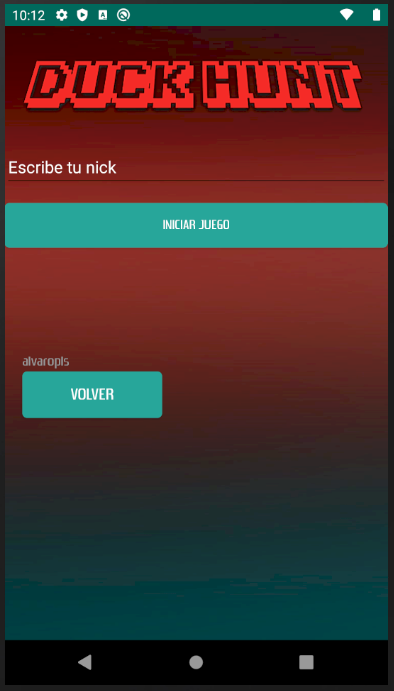 10:12
DUCK HUNT
Escribe tu nick
INICIAR JUEGO
alvaropls
VOLVER